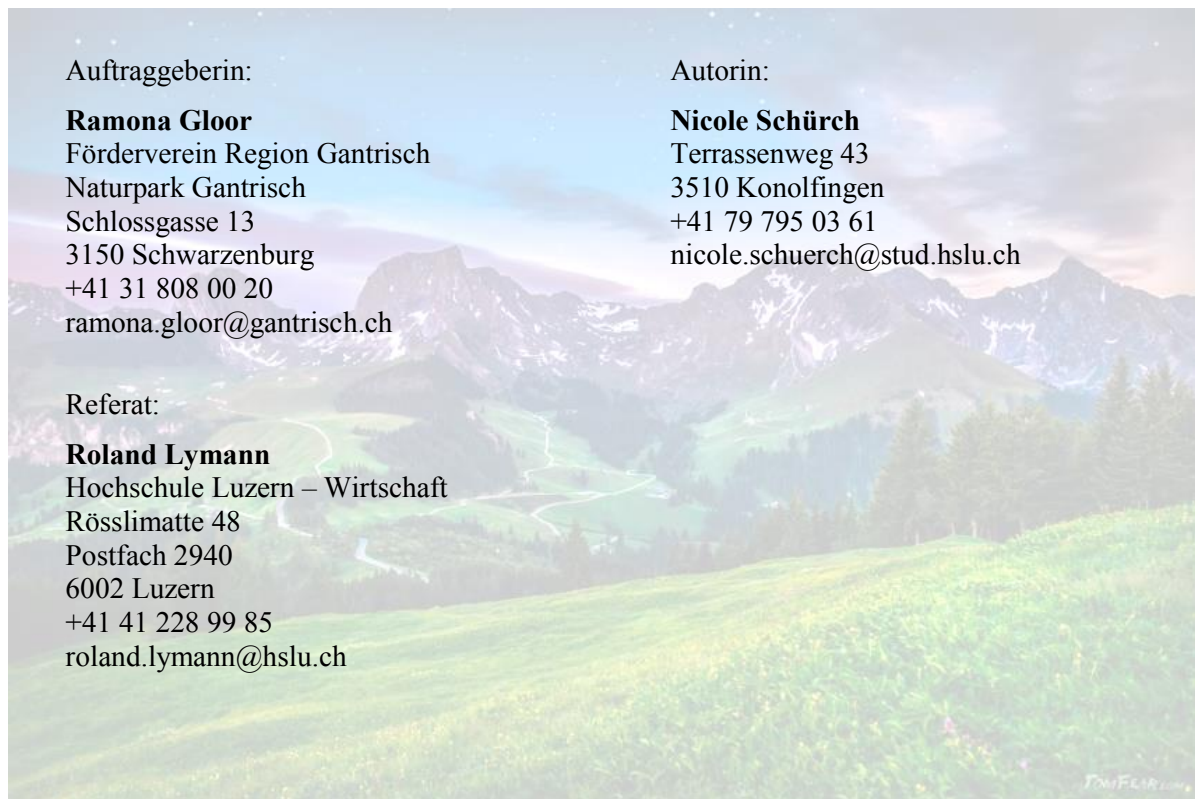 Auftraggeberin:
Ramona Gloor
Förderverein Region Gantrisch
Naturpark Gantrisch
Schlossgasse 13
3150 Schwarzenburg
+41 31 808 00 20
ramona.gloor@gantrisch.ch
Autorin:
Nicole Schürch
Terrassenweg 43
3510 Konolfingen
+41 79 795 03 61
nicole.schuerch@stud.hslu.ch
Referat:
Roland Lymann
Hochschule Luzern – Wirtschaft
Rösslimatte 48
Postfach 2940
6002 Luzern
+41 41 228 99 85
roland.lymann@hslu.ch